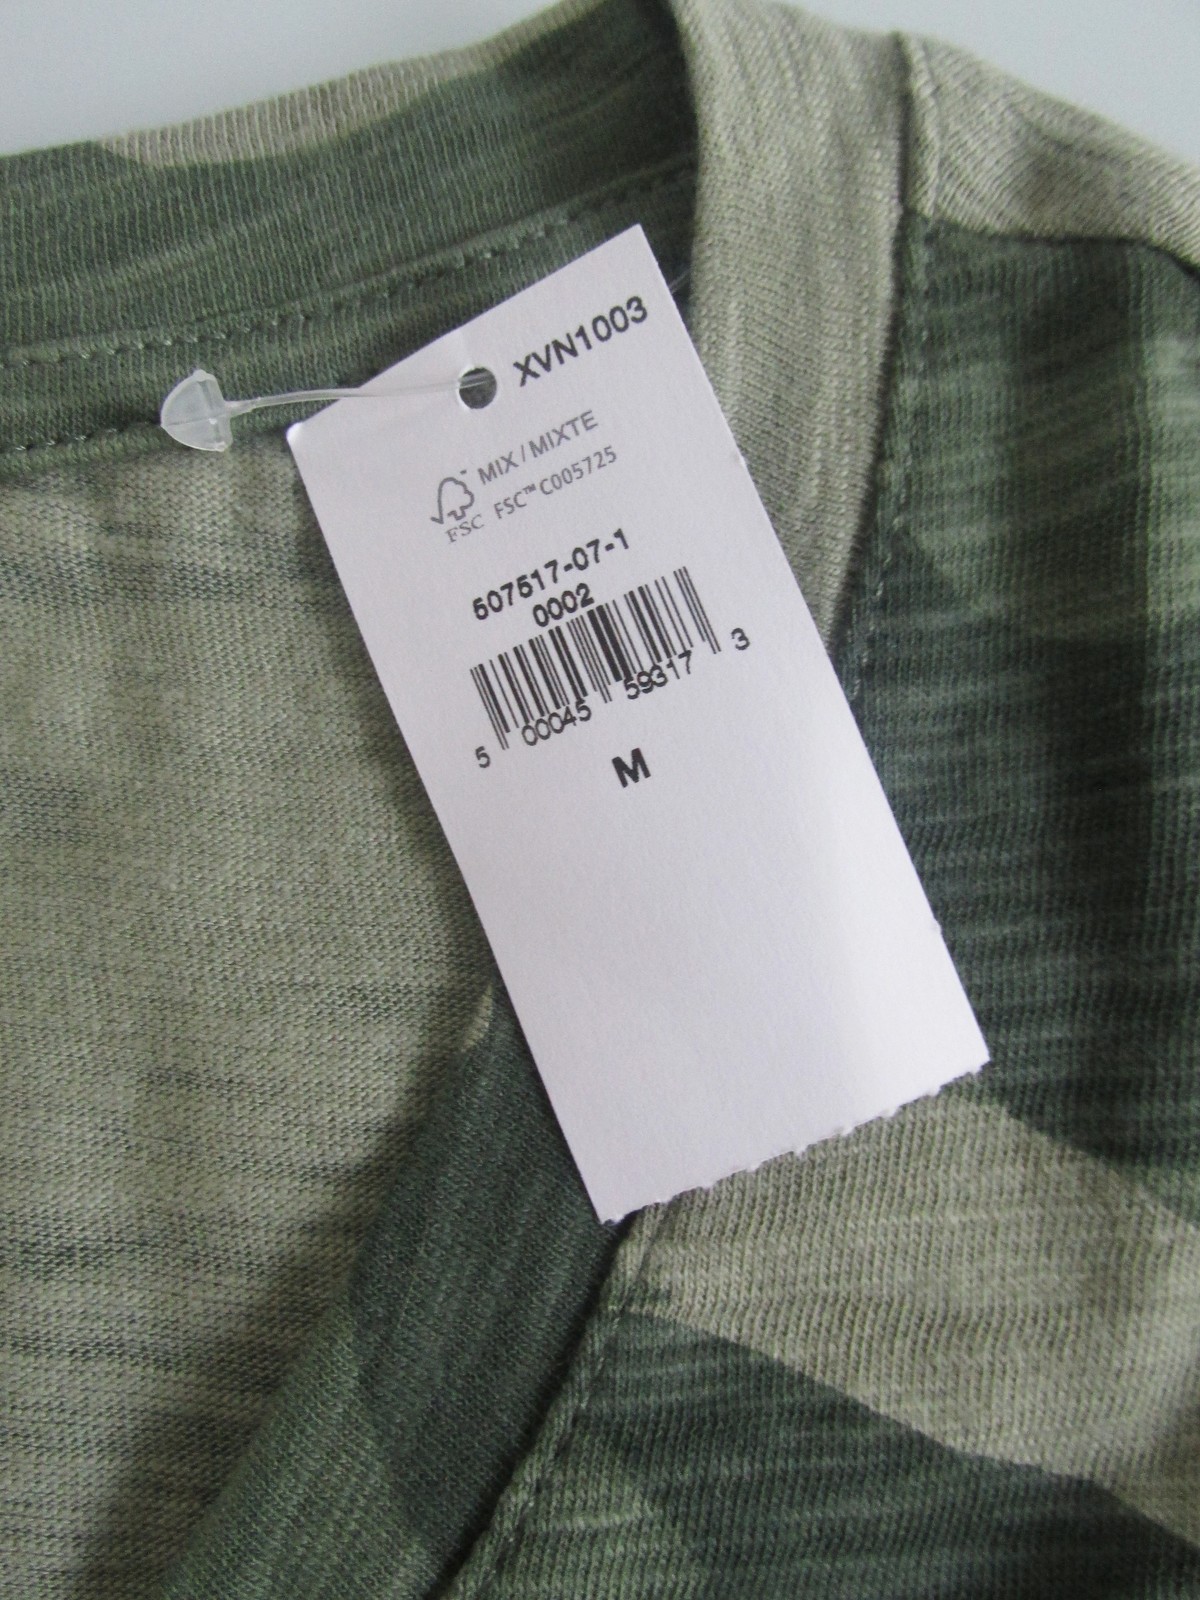 XVN1003
MIX/MIXTE
FSC FSC™ C005725
507517-07-1
0002
5 00045 59317 3
M